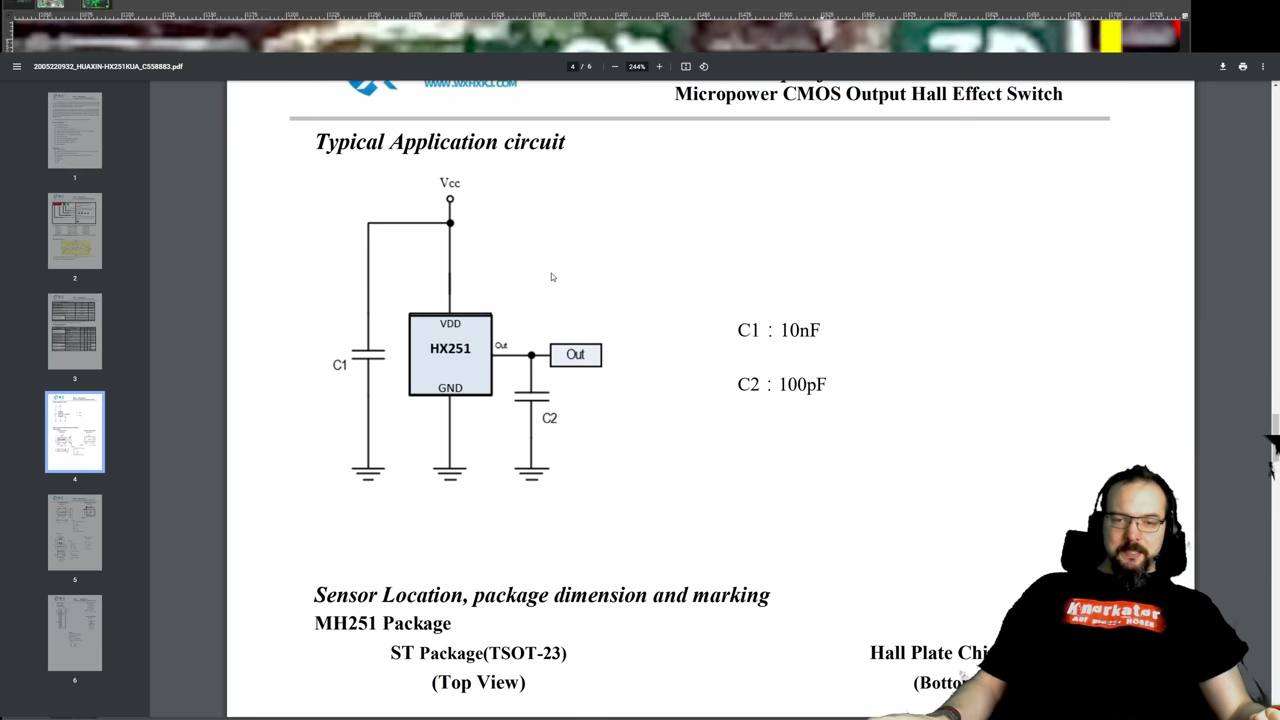 2005220932_HUAXIN-HX251KUA_C558883.pdf
4 / 6
244%
WWW.WXHXKJ.COM
Micropower CMOS Output Hall Effect Switch
Typical Application circuit
Vcc
VDD
HX251
Out
Out
GND
C1
C2
C1 : 10nF
C2 : 100pF
Sensor Location, package dimension and marking
MH251 Package
ST Package(TSOT-23)
(Top View)
Hall Plate Chi
(Botto
1
2
3
4
5
6
Knorkator